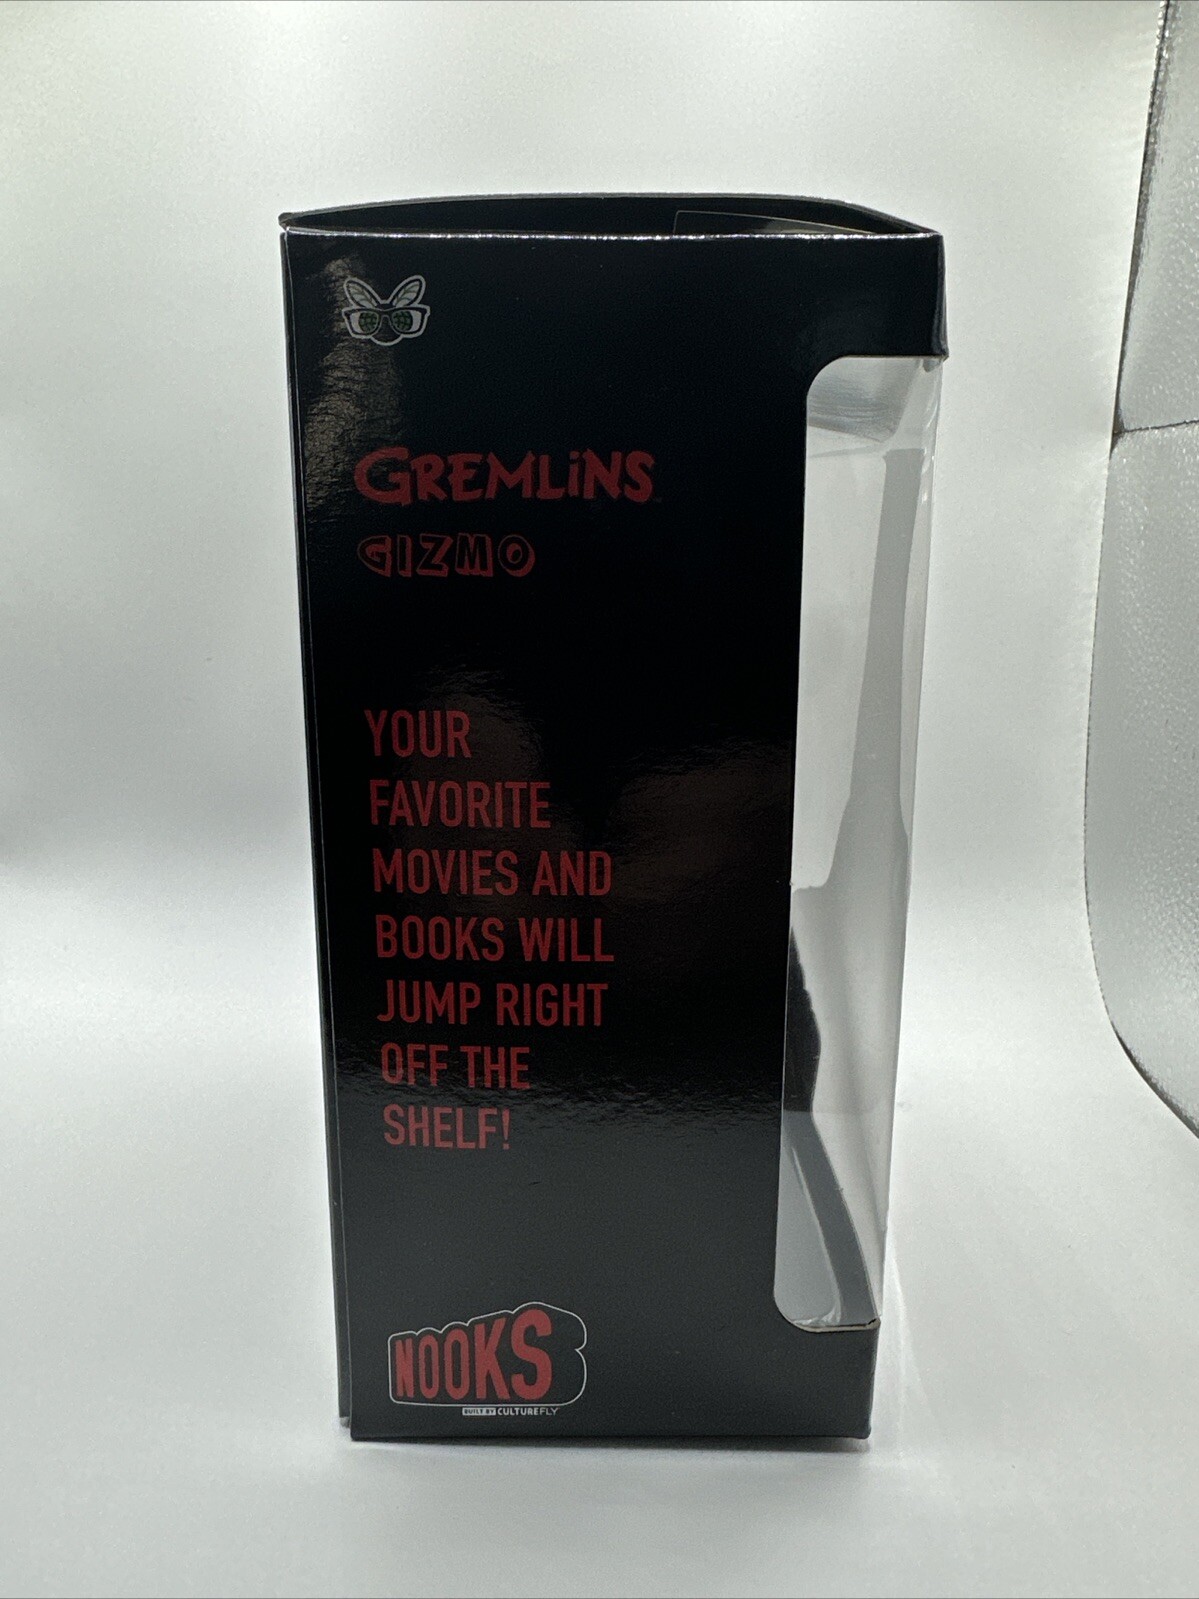 GREMLiNS
GIZMO
YOUR
FAVORITE
MOVIES AND
BOOKS WILL
JUMP RIGHT
OFF THE
SHELF!
NOOKS
BUILT BY CULTUREFLY